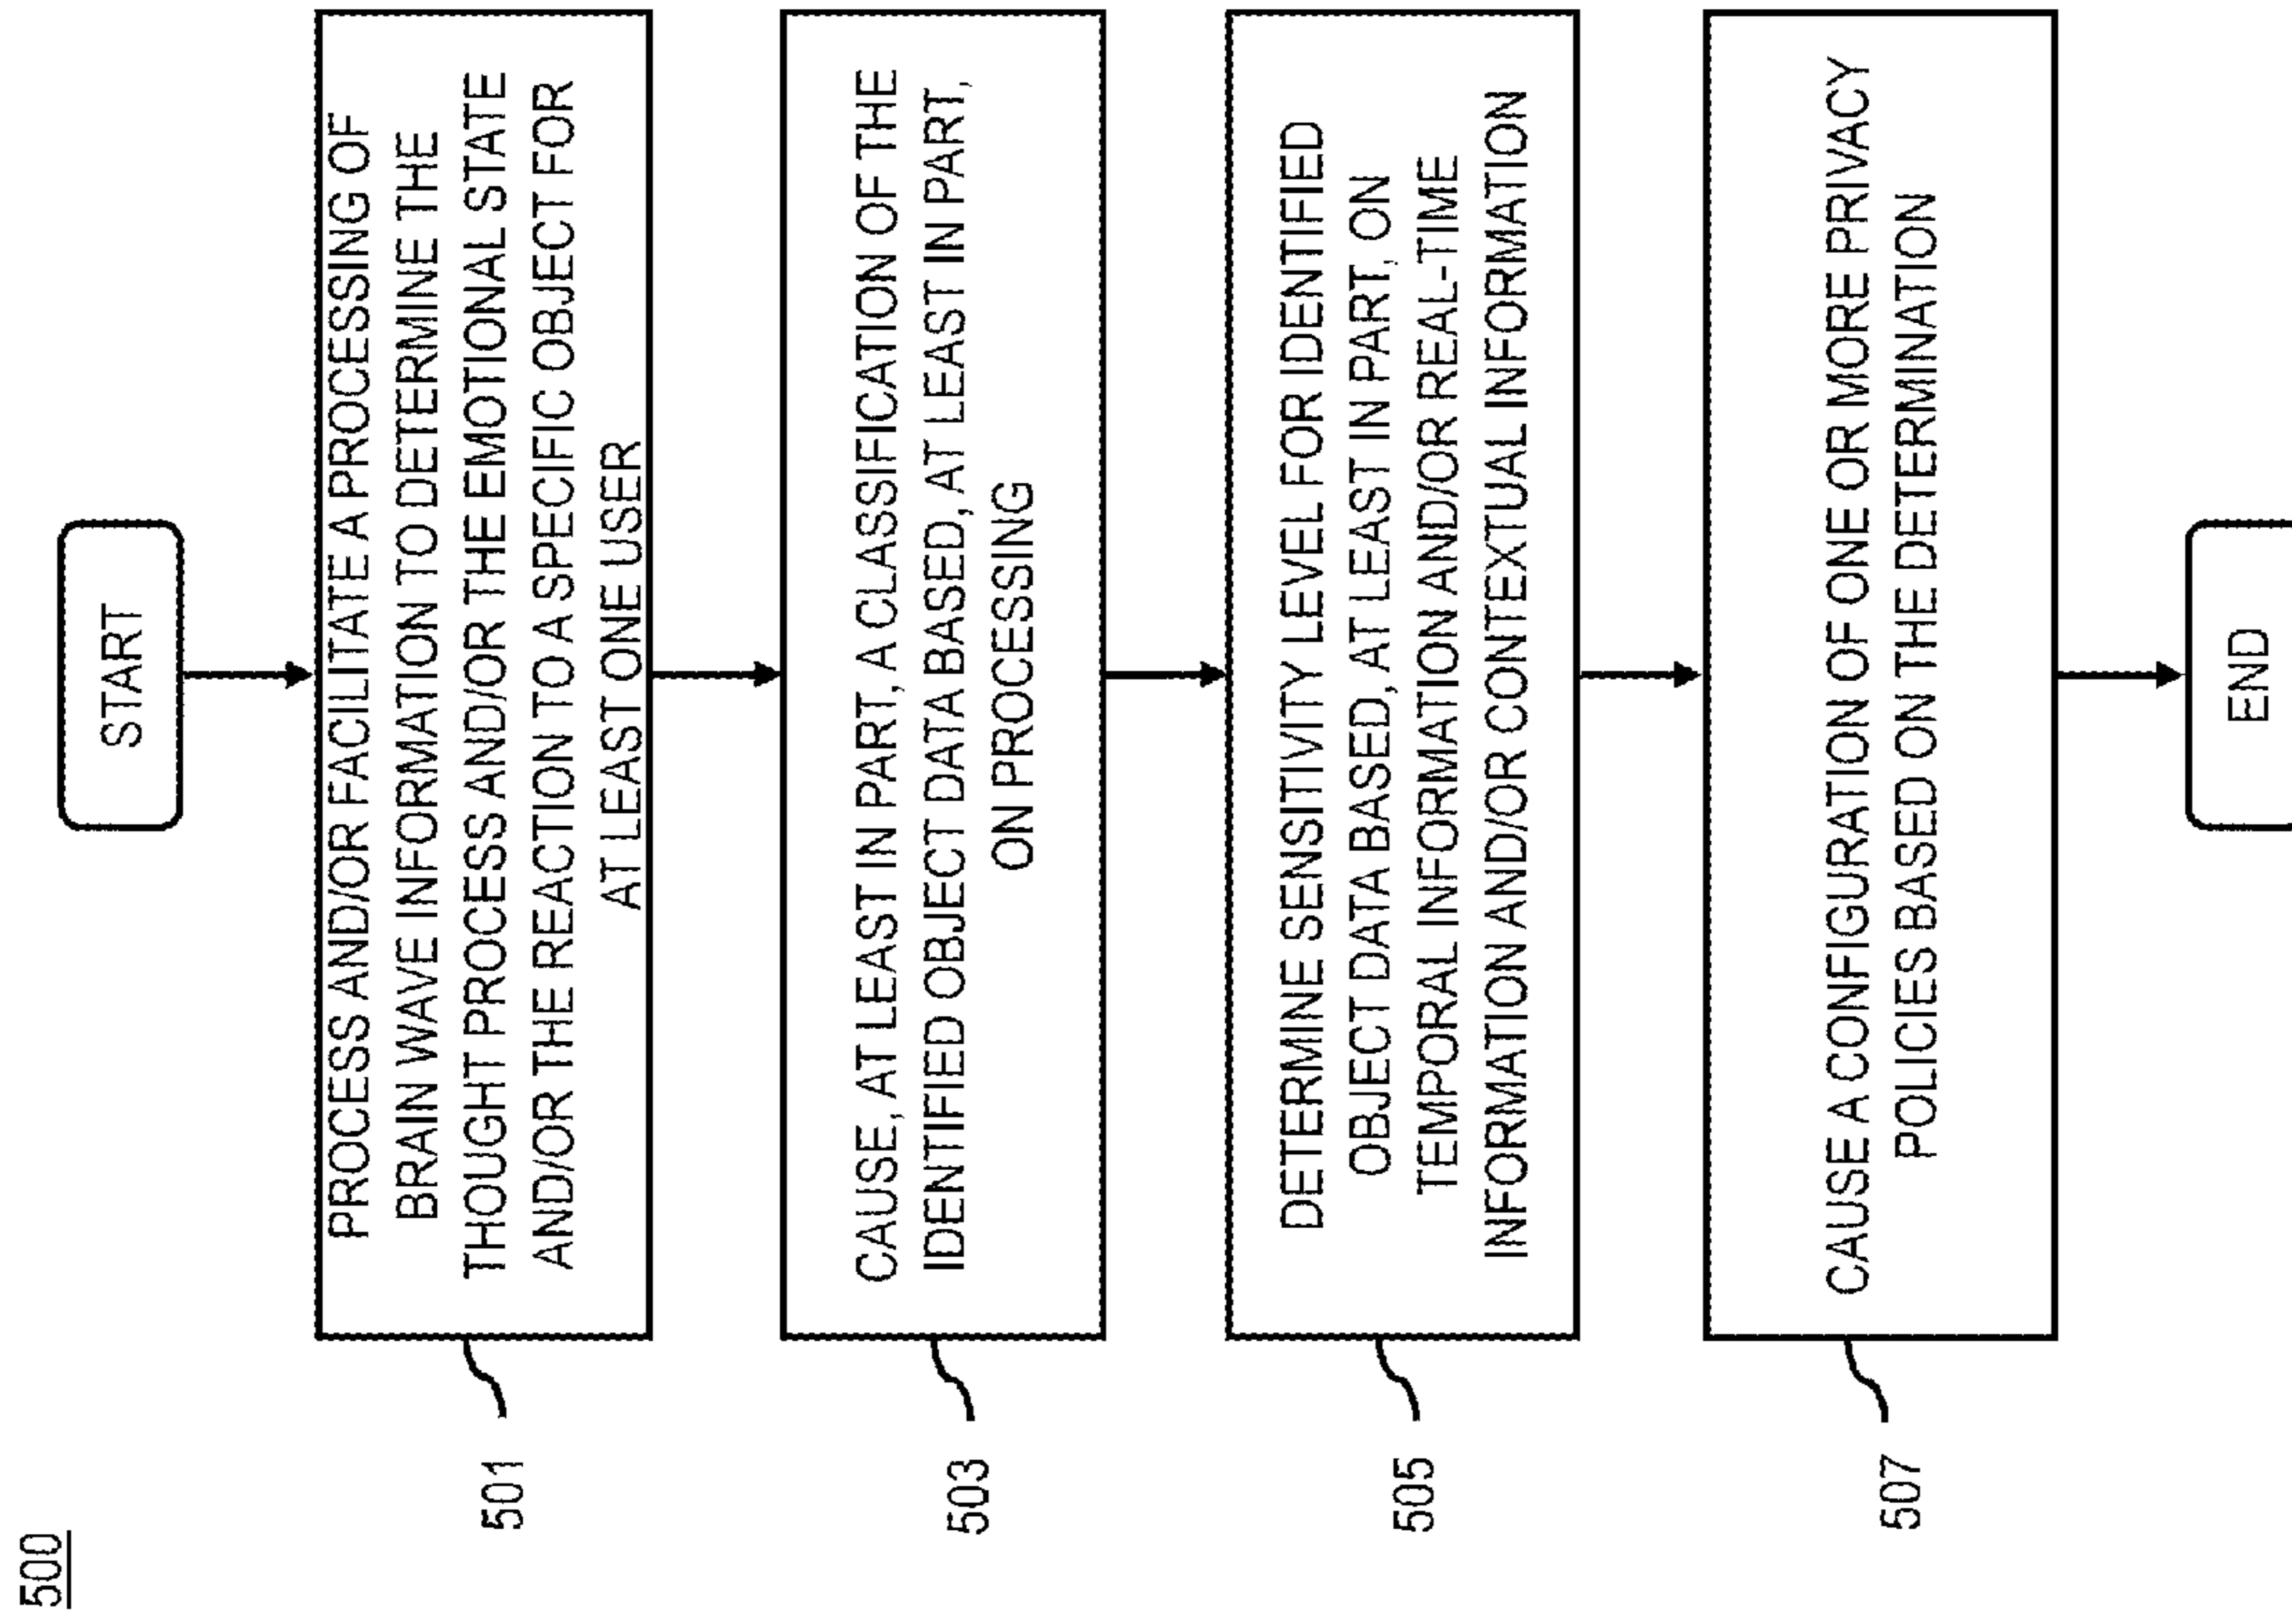 500
START
501
PROCESS AND/OR FACILITATE A PROCESSING OF
BRAIN WAVE INFORMATION TO DETERMINE THE
THOUGHT PROCESS AND/OR THE EMOTIONAL STATE
AND/OR THE REACTION TO A SPECIFIC OBJECT FOR
AT LEAST ONE USER
503
CAUSE, AT LEAST IN PART, A CLASSIFICATION OF THE
IDENTIFIED OBJECT DATA BASED, AT LEAST IN PART,
ON PROCESSING
505
DETERMINE SENSITIVITY LEVEL FOR IDENTIFIED
OBJECT DATA BASED, AT LEAST IN PART, ON
TEMPORAL INFORMATION AND/OR REAL-TIME
INFORMATION AND/OR CONTEXTUAL INFORMATION
507
CAUSE A CONFIGURATION OF ONE OR MORE PRIVACY
POLICIES BASED ON THE DETERMINATION
END